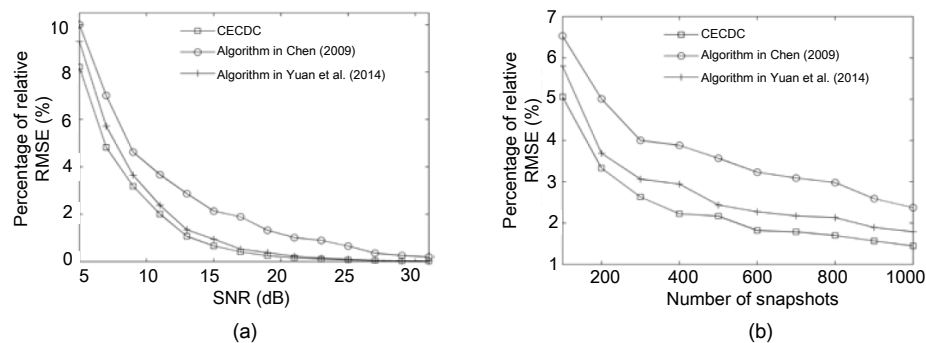 10
8
6
4
2
0
Percentage of relative
RMSE (%)
CECDC
Algorithm in Chen (2009)
Algorithm in Yuan et al. (2014)
5
10
15
20
25
30
SNR (dB)
(a)
7
6
5
4
3
2
1
Percentage of relative
RMSE (%)
CECDC
Algorithm in Chen (2009)
Algorithm in Yuan et al. (2014)
200
400
600
800
1000
Number of snapshots
(b)